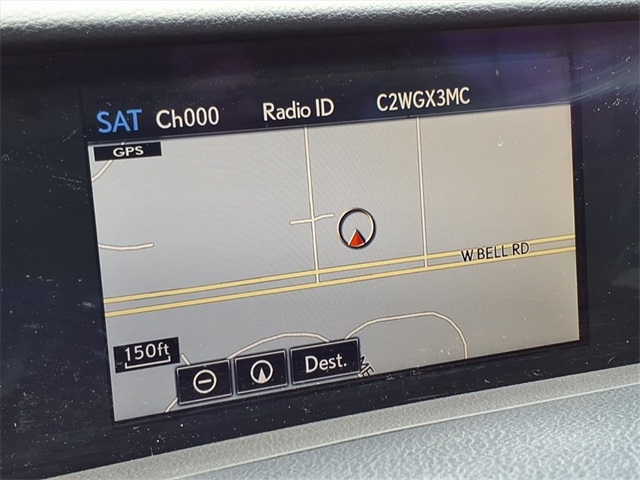 SAT Ch000 Radio ID C2WGX3MC
GPS
W BELL RD
150ft
Dest.